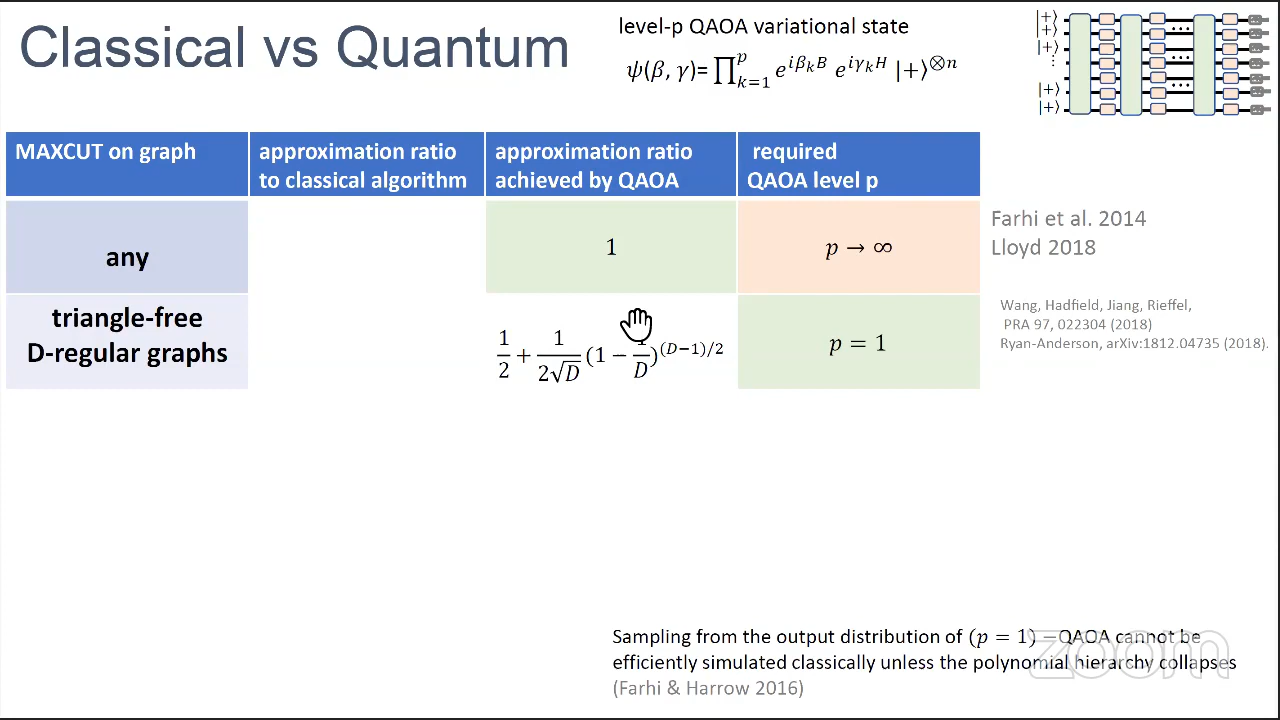 Classical vs Quantum
level-p QAOA variational state
ψ(β, γ)= ∏_{k=1}^{p} e^{iβ_k B} e^{iγ_k H} |+⟩^{⊗n}
|+⟩
|+⟩
|+⟩
⋮
|+⟩
|+⟩
...
...
MAXCUT on graph
approximation ratio
to classical algorithm
approximation ratio
achieved by QAOA
required
QAOA level p
any
1
p → ∞
Farhi et al. 2014
Lloyd 2018
triangle-free
D-regular graphs
1/2 + 1/(2√D) (1 − 1/D)^{(D−1)/2}
p = 1
Wang, Hadfield, Jiang, Rieffel,
PRA 97, 022304 (2018)
Ryan-Anderson, arXiv:1812.04735 (2018).
Sampling from the output distribution of (p = 1) −QAOA cannot be
efficiently simulated classically unless the polynomial hierarchy collapses
(Farhi & Harrow 2016)
zoom